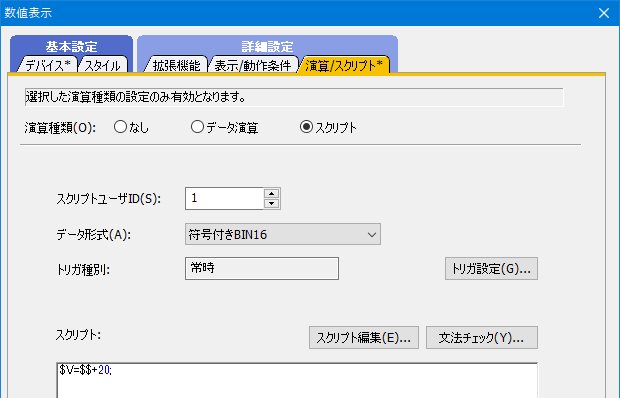 数値表示
基本設定
詳細設定
デバイス*
スタイル
拡張機能
表示/動作条件
演算/スクリプト*
選択した演算種類の設定のみ有効となります。
演算種類(O):
なし
データ演算
スクリプト
スクリプトユーザID(S):
1
データ形式(A):
符号付きBIN16
トリガ種別:
常時
トリガ設定(G)...
スクリプト:
スクリプト編集(E)...
文法チェック(Y)...
$V=$$+20;